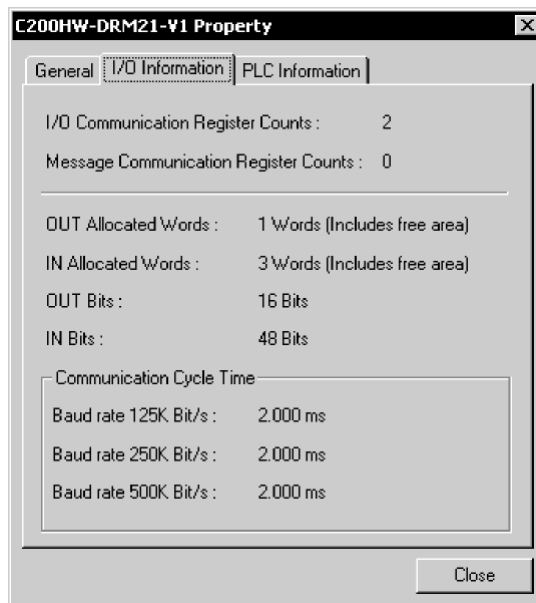 C200HW-DRM21-V1 Property
General I/O Information PLC Information
I/O Communication Register Counts : 2
Message Communication Register Counts : 0
OUT Allocated Words : 1 Words (Includes free area)
IN Allocated Words : 3 Words (Includes free area)
OUT Bits : 16 Bits
IN Bits : 48 Bits
Communication Cycle Time
Baud rate 125K Bit/s : 2.000 ms
Baud rate 250K Bit/s : 2.000 ms
Baud rate 500K Bit/s : 2.000 ms
Close